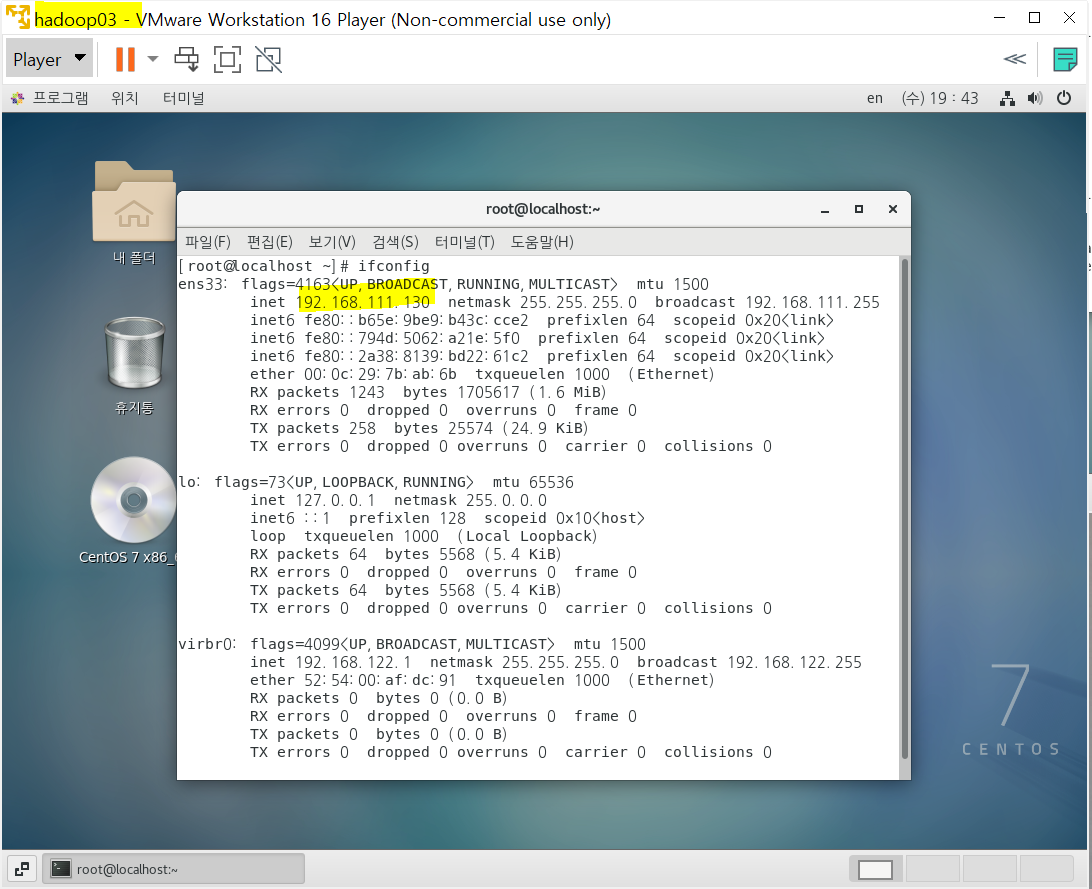 hadoop03 - VMware Workstation 16 Player (Non-commercial use only)
Player
프로그램 위치 터미널 en (수) 19 : 43
내 폴더
휴지통
CentOS 7 x86_
root@localhost:~
파일(F) 편집(E) 보기(V) 검색(S) 터미널(T) 도움말(H)
[root@localhost ~]# ifconfig
ens33: flags=4163<UP,BROADCAST,RUNNING,MULTICAST>  mtu 1500
        inet 192.168.111.130  netmask 255.255.255.0  broadcast 192.168.111.255
        inet6 fe80::b65e:9be9:b43c:cce2  prefixlen 64  scopeid 0x20<link>
        inet6 fe80::794d:5062:a21e:5f0  prefixlen 64  scopeid 0x20<link>
        inet6 fe80::2a38:8139:bd22:61c2  prefixlen 64  scopeid 0x20<link>
        ether 00:0c:29:7b:ab:6b  txqueuelen 1000  (Ethernet)
        RX packets 1243  bytes 1705617 (1.6 MiB)
        RX errors 0  dropped 0  overruns 0  frame 0
        TX packets 258  bytes 25574 (24.9 KiB)
        TX errors 0  dropped 0 overruns 0  carrier 0  collisions 0
lo: flags=73<UP,LOOPBACK,RUNNING>  mtu 65536
        inet 127.0.0.1  netmask 255.0.0.0
        inet6 ::1  prefixlen 128  scopeid 0x10<host>
        loop  txqueuelen 1000  (Local Loopback)
        RX packets 64  bytes 5568 (5.4 KiB)
        RX errors 0  dropped 0  overruns 0  frame 0
        TX packets 64  bytes 5568 (5.4 KiB)
        TX errors 0  dropped 0 overruns 0  carrier 0  collisions 0
virbr0: flags=4099<UP,BROADCAST,MULTICAST>  mtu 1500
        inet 192.168.122.1  netmask 255.255.255.0  broadcast 192.168.122.255
        ether 52:54:00:af:dc:91  txqueuelen 1000  (Ethernet)
        RX packets 0  bytes 0 (0.0 B)
        RX errors 0  dropped 0  overruns 0  frame 0
        TX packets 0  bytes 0 (0.0 B)
        TX errors 0  dropped 0 overruns 0  carrier 0  collisions 0
7
CENTOS
root@localhost:~